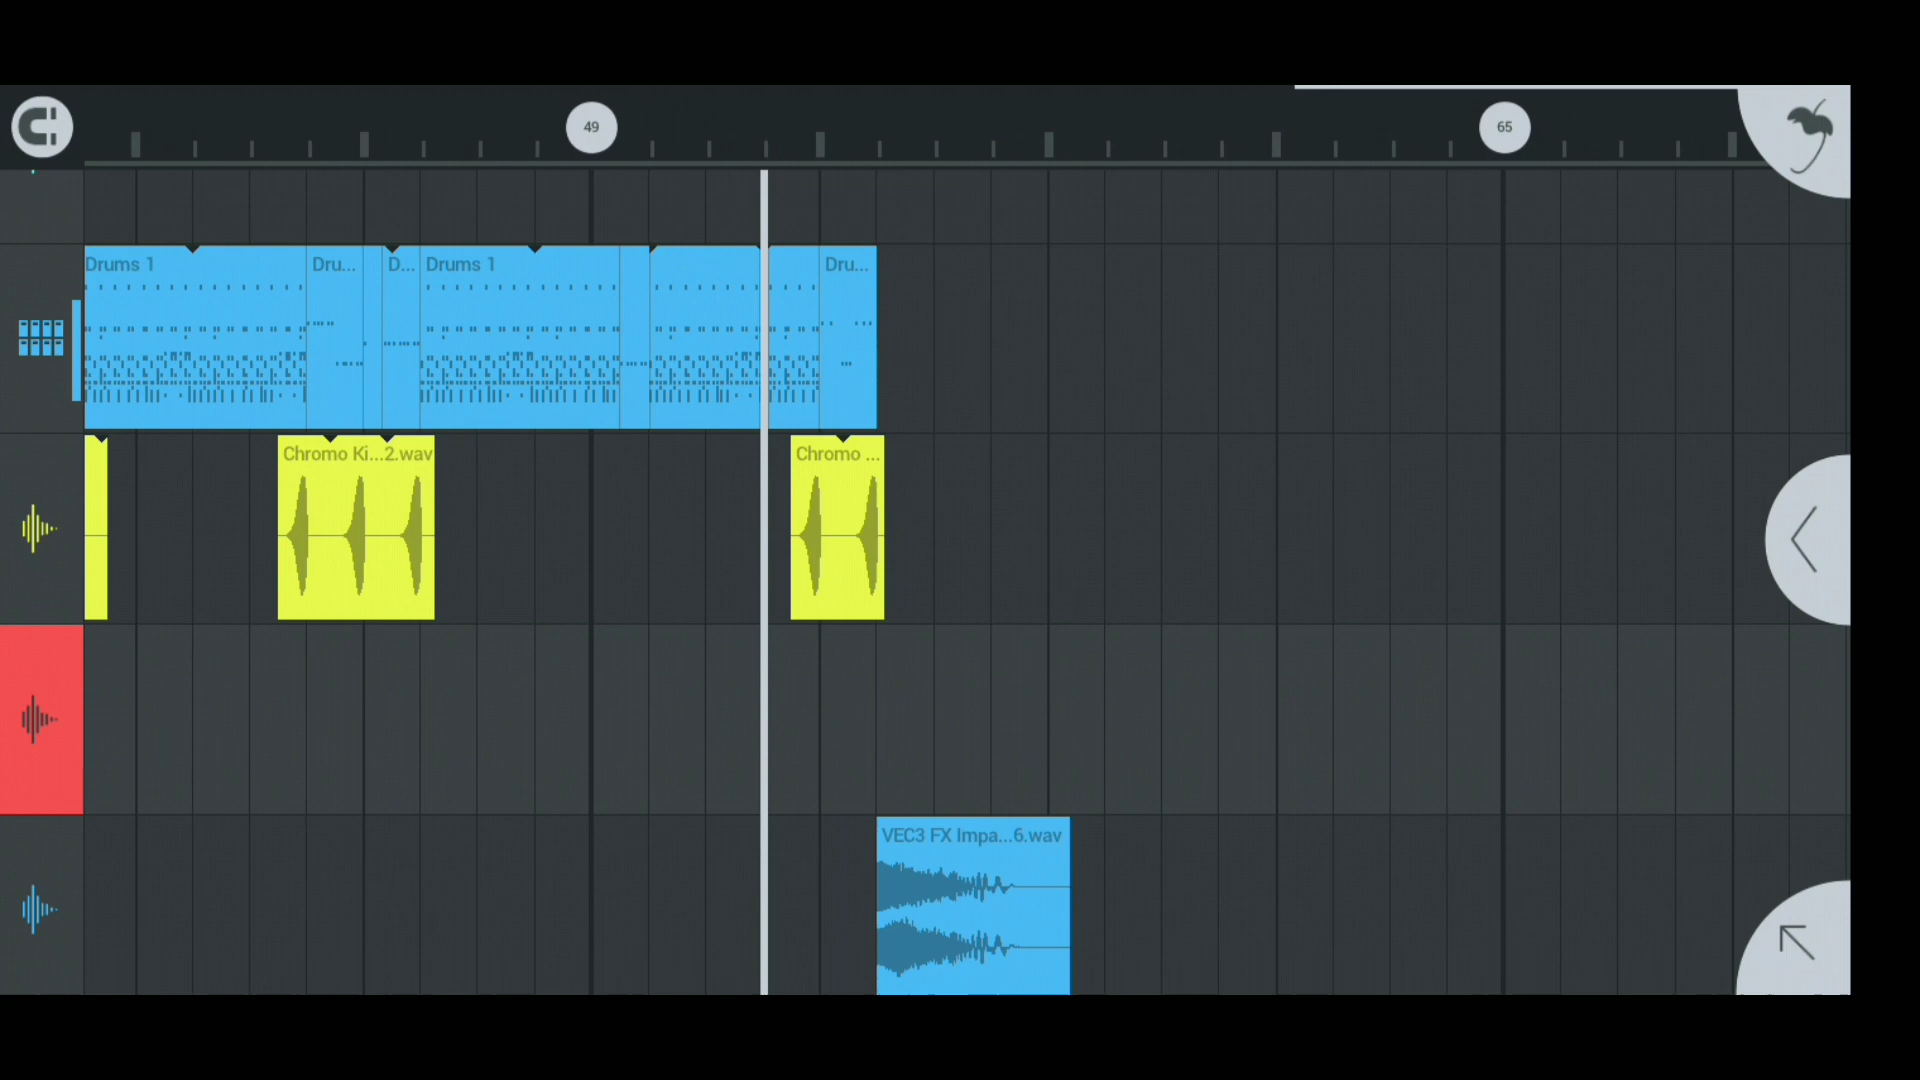 49
65
Drums 1
Dru...
D...
Drums 1
Dru...
Chromo Ki...2.wav
Chromo ...
VEC3 FX Impa...6.wav